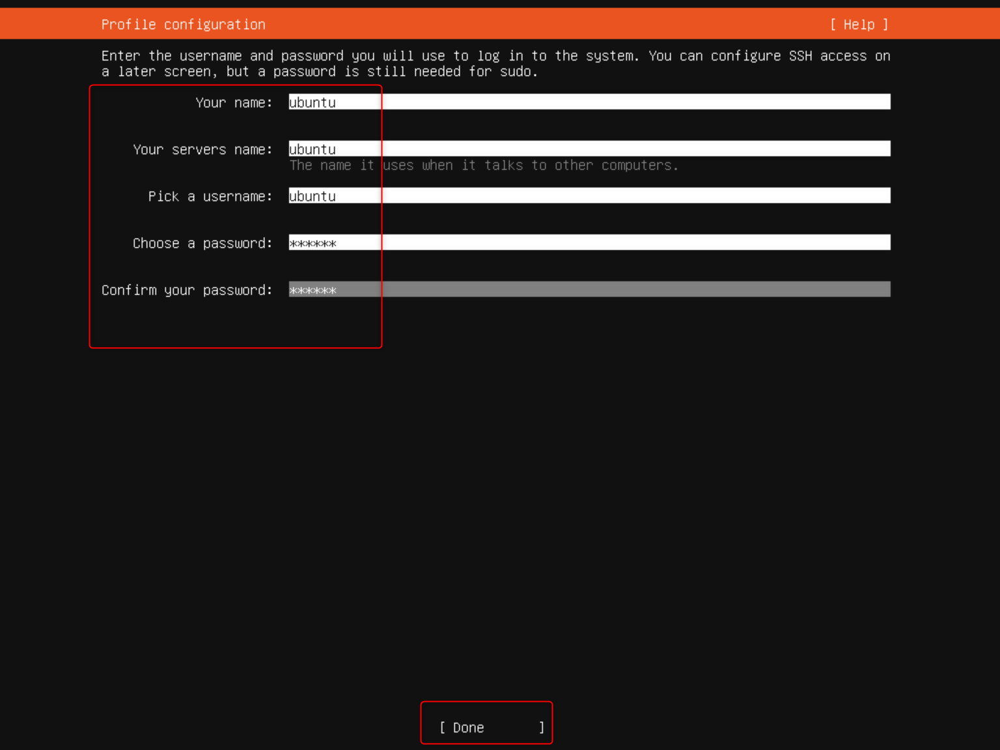 Profile configuration [ Help ]
Enter the username and password you will use to log in to the system. You can configure SSH access on
a later screen, but a password is still needed for sudo.
Your name: ubuntu
Your servers name: ubuntu
The name it uses when it talks to other computers.
Pick a username: ubuntu
Choose a password: ******
Confirm your password: ******
[ Done ]